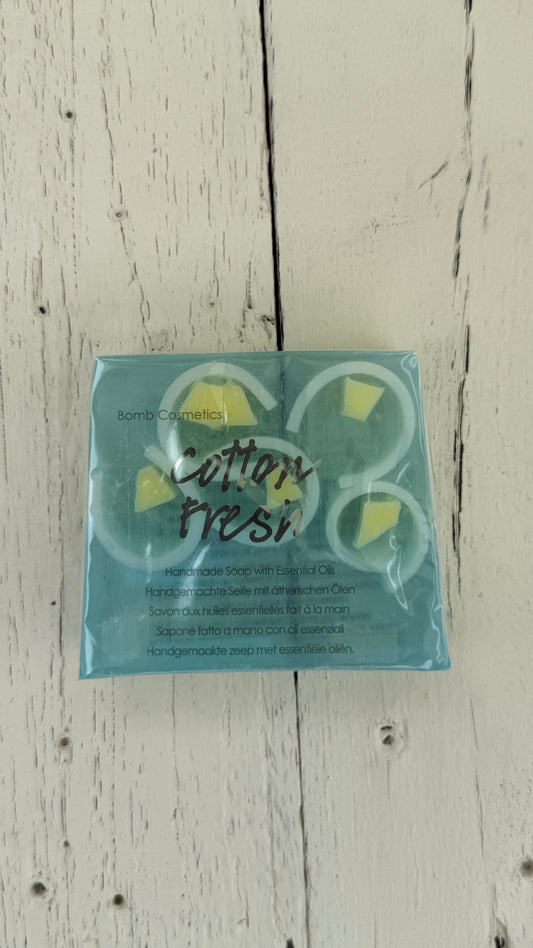 Bomb Cosmetics
Cotton
Fresh
Handmade Soap with Essential Oils
Handgemachte Seife mit ätherischen Ölen
Savon aux huiles essentielles fait à la main
Sapone fatto a mano con oli essenziali
Handgemaakte zeep met essentiële oliën.